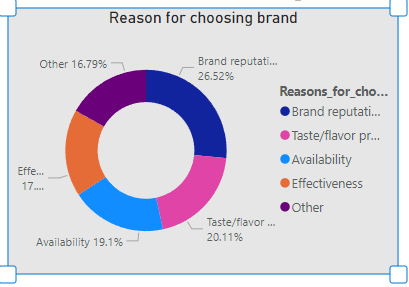 Reason for choosing brand
Other 16.79%
Brand reputati...
26.52%
Effe...
17....
Availability 19.1%
Taste/flavor ...
20.11%
Reasons_for_cho...
Brand reputati...
Taste/flavor pr...
Availability
Effectiveness
Other